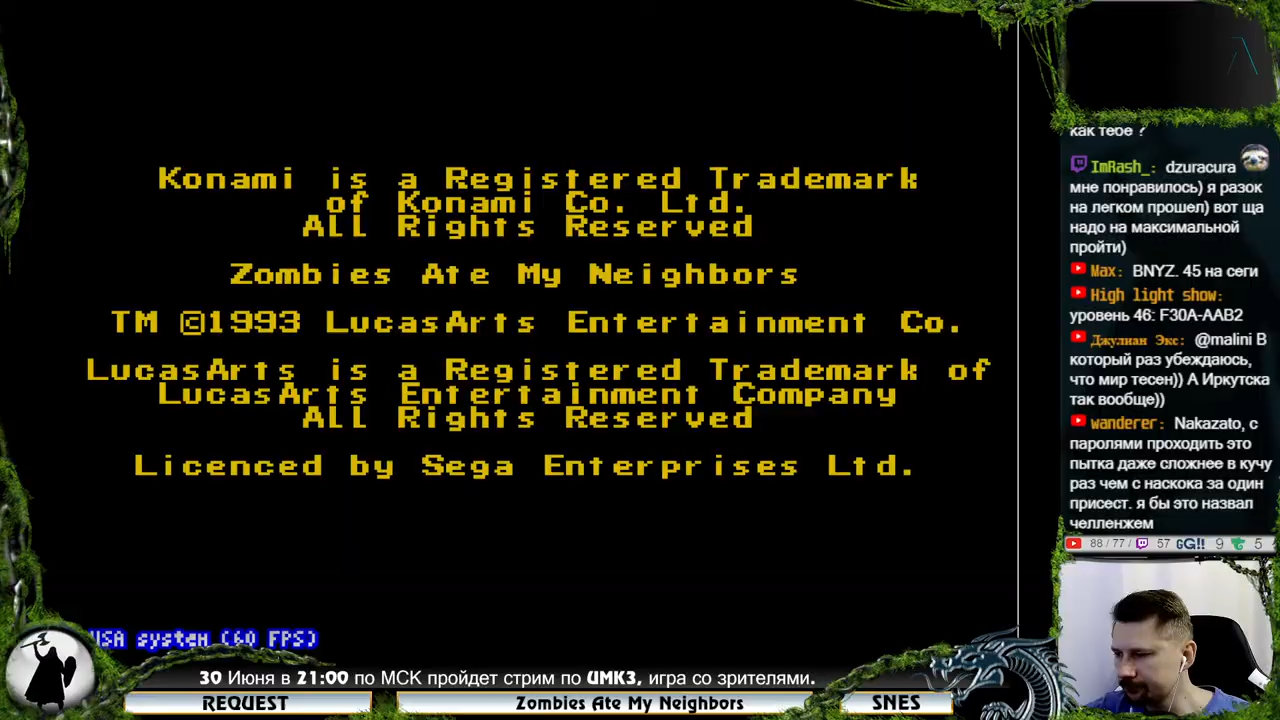 Konami is a Registered Trademark
of Konami Co. Ltd.
ALL Rights Reserved
Zombies Ate My Neighbors
TM ©1993 LucasArts Entertainment Co.
LucasArts is a Registered Trademark of
LucasArts Entertainment Company
ALL Rights Reserved
Licenced by Sega Enterprises Ltd.
USA system (60 FPS)
30 Июня в 21:00 по МСК пройдет стрим по UMK3, игра со зрителями.
REQUEST
Zombies Ate My Neighbors
SNES
как тебе ?
ImRash_: dzuracura
мне понравилось) я разок
на легком прошел) вот ща
надо на максимальной
пройти)
Max: BNYZ. 45 на сеги
High light show:
уровень 46: F30A-AAB2
Джулиан Экс: @malini В
который раз убеждаюсь,
что мир тесен)) А Иркутска
так вообще))
wanderer: Nakazato, с
паролями проходить это
пытка даже сложнее в кучу
раз чем с наскока за один
присест. я бы это назвал
челленжем
88 / 77 / 57 GG!! 9 5